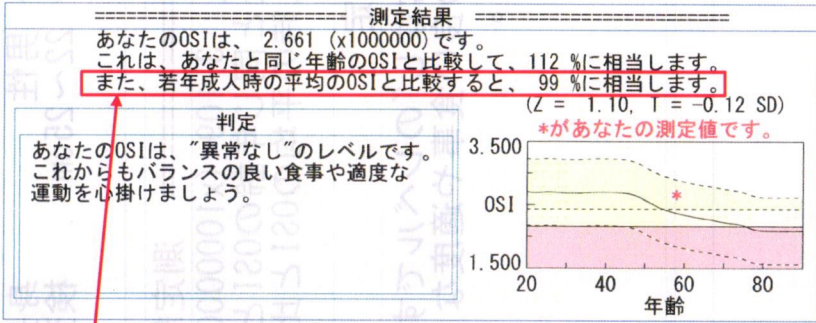 測定結果
あなたのOSIは、 2.661 (x1000000)です。
これは、あなたと同じ年齢のOSIと比較して、 112 %に相当します。
また、若年成人時の平均のOSIと比較すると、 99 %に相当します。
(Z = 1.10, T = -0.12 SD)
*があなたの測定値です。
判定
あなたのOSIは、"異常なし"のレベルです。
これからもバランスの良い食事や適度な
運動を心掛けましょう。
3.500
OSI
*
1.500
20 40 60 80
年齢